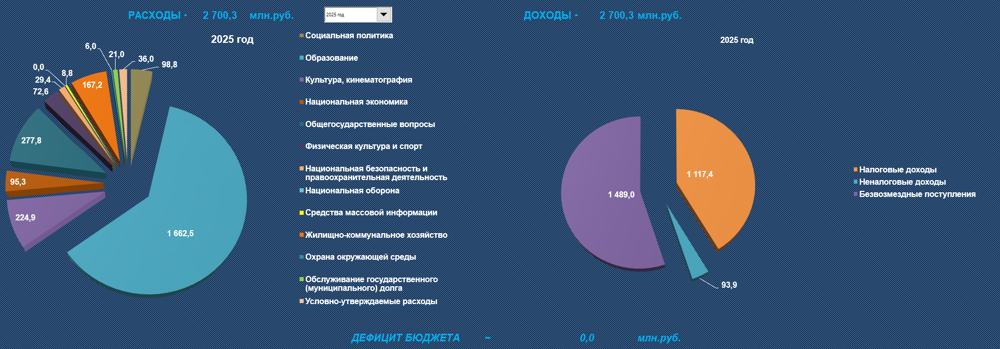 РАСХОДЫ - 2 700,3 млн.руб.
2025 год
ДОХОДЫ - 2 700,3 млн.руб.
2025 год
6,0
21,0
36,0
98,8
0,0
8,8
29,4
167,2
72,6
277,8
95,3
224,9
1 662,5
Социальная политика
Образование
Культура, кинематография
Национальная экономика
Общегосударственные вопросы
Физическая культура и спорт
Национальная безопасность и
правоохранительная деятельность
Национальная оборона
Средства массовой информации
Жилищно-коммунальное хозяйство
Охрана окружающей среды
Обслуживание государственного
(муниципального) долга
Условно-утверждаемые расходы
2025 год
1 117,4
1 489,0
93,9
Налоговые доходы
Неналоговые доходы
Безвозмездные поступления
ДЕФИЦИТ БЮДЖЕТА ~ 0,0 млн.руб.